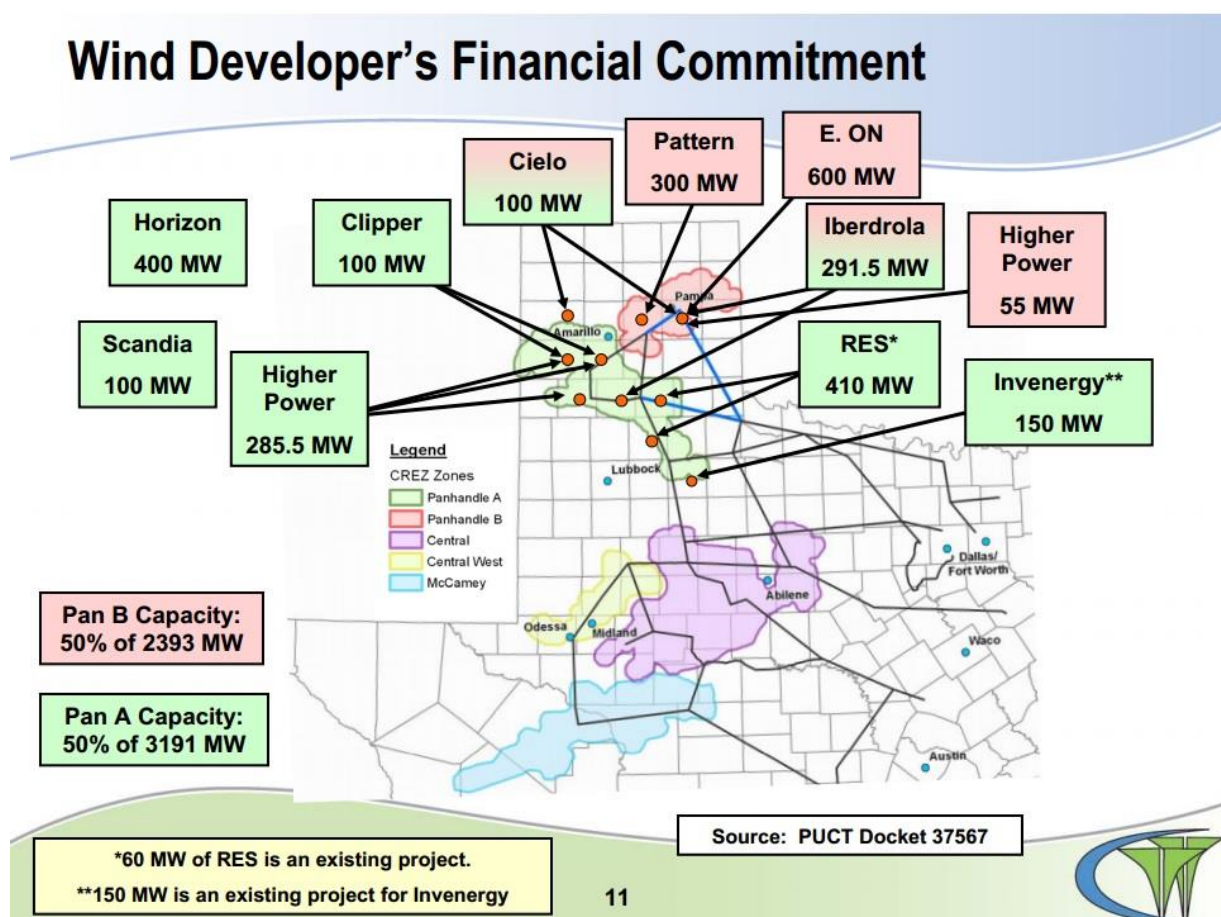 Wind Developer's Financial Commitment
Horizon
400 MW
Clipper
100 MW
Cielo
100 MW
Pattern
300 MW
E. ON
600 MW
Iberdrola
291.5 MW
Higher
Power
55 MW
Scandia
100 MW
Higher
Power
285.5 MW
RES*
410 MW
Invenergy**
150 MW
Pampa
Amarillo
Lubbock
Legend
CREZ Zones
Panhandle A
Panhandle B
Central
Central West
McCamey
Dallas/
Fort Worth
Abilene
Odessa
Midland
Waco
Austin
Pan B Capacity:
50% of 2393 MW
Pan A Capacity:
50% of 3191 MW
Source: PUCT Docket 37567
*60 MW of RES is an existing project.
**150 MW is an existing project for Invenergy
11